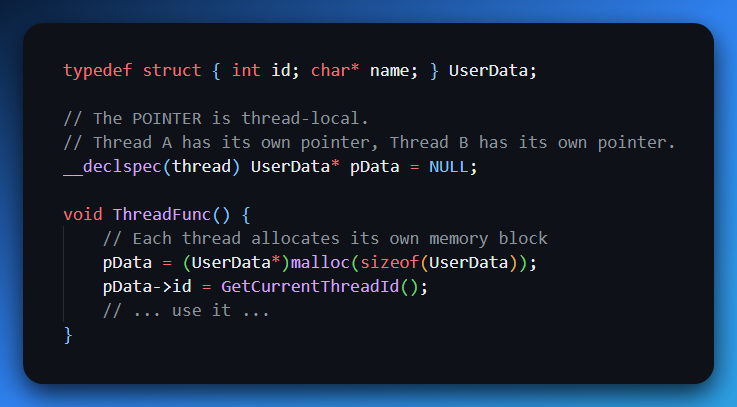 typedef struct { int id; char* name; } UserData;

// The POINTER is thread-local.
// Thread A has its own pointer, Thread B has its own pointer.
__declspec(thread) UserData* pData = NULL;

void ThreadFunc() {
    // Each thread allocates its own memory block
    pData = (UserData*)malloc(sizeof(UserData));
    pData->id = GetCurrentThreadId();
    // ... use it ...
}